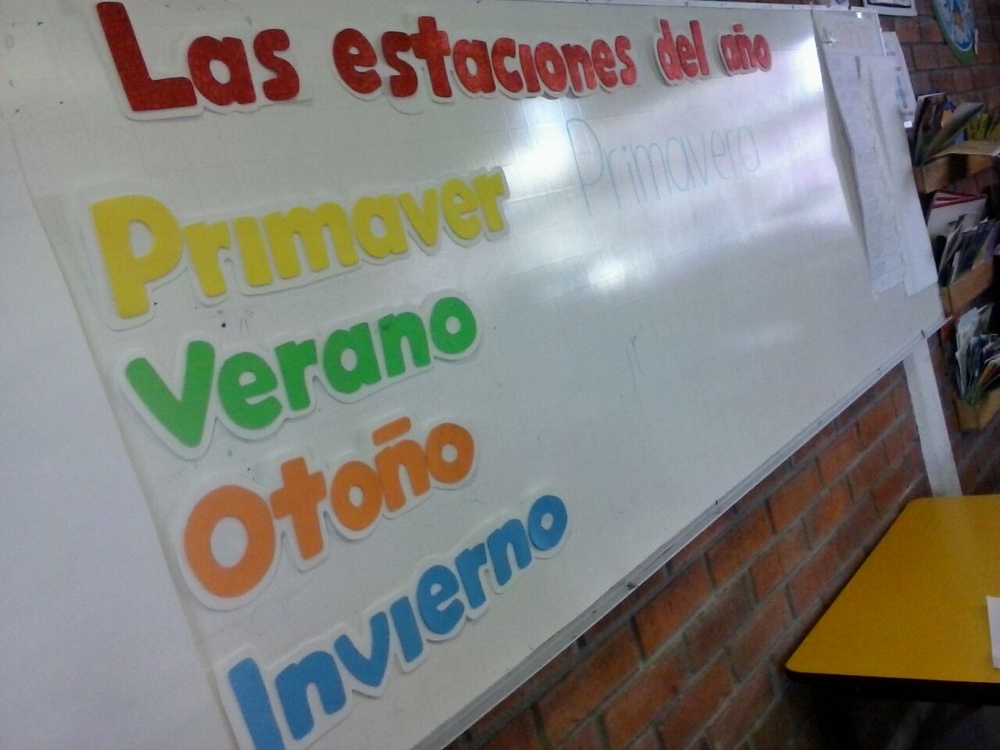 Las estaciones del año
Primaver
Primavera
Verano
Otoño
Invierno